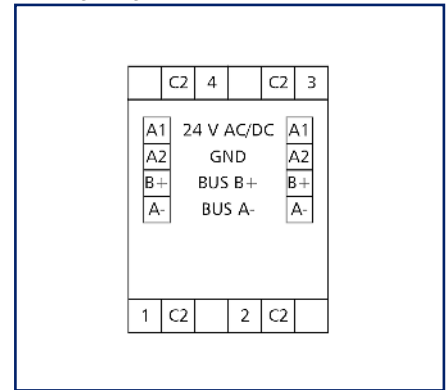 C2 4 C2 3
A1 24 V AC/DC A1
A2 GND A2
B+ BUS B+ B+
A- BUS A- A-
1 C2 2 C2